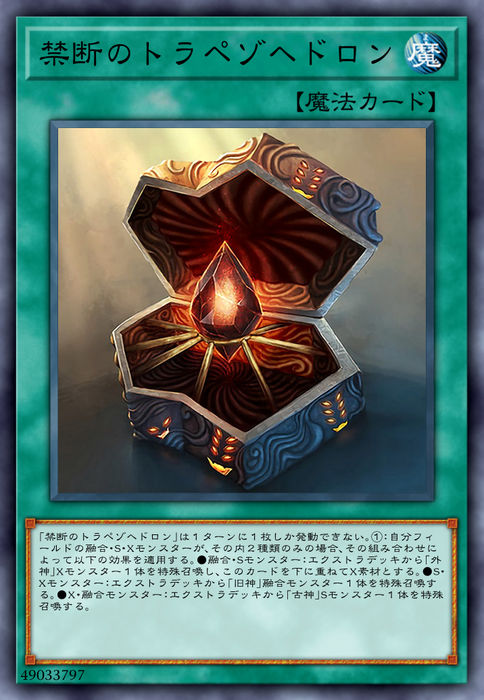 禁断のトラペゾヘドロン
魔
【魔法カード】
「禁断のトラペゾヘドロン」は１ターンに１枚しか発動できない。①：自分フィ
ールドの融合・S・Xモンスターが、その内２種類のみの場合、その組み合わせに
よって以下の効果を適用する。●融合・Sモンスター：エクストラデッキから「外
神」Xモンスター１体を特殊召喚し、このカードを下に重ねてX素材とする。●S・
Xモンスター：エクストラデッキから「旧神」融合モンスター１体を特殊召喚す
る。●X・融合モンスター：エクストラデッキから「古神」Sモンスター１体を特殊
召喚する。
49033797